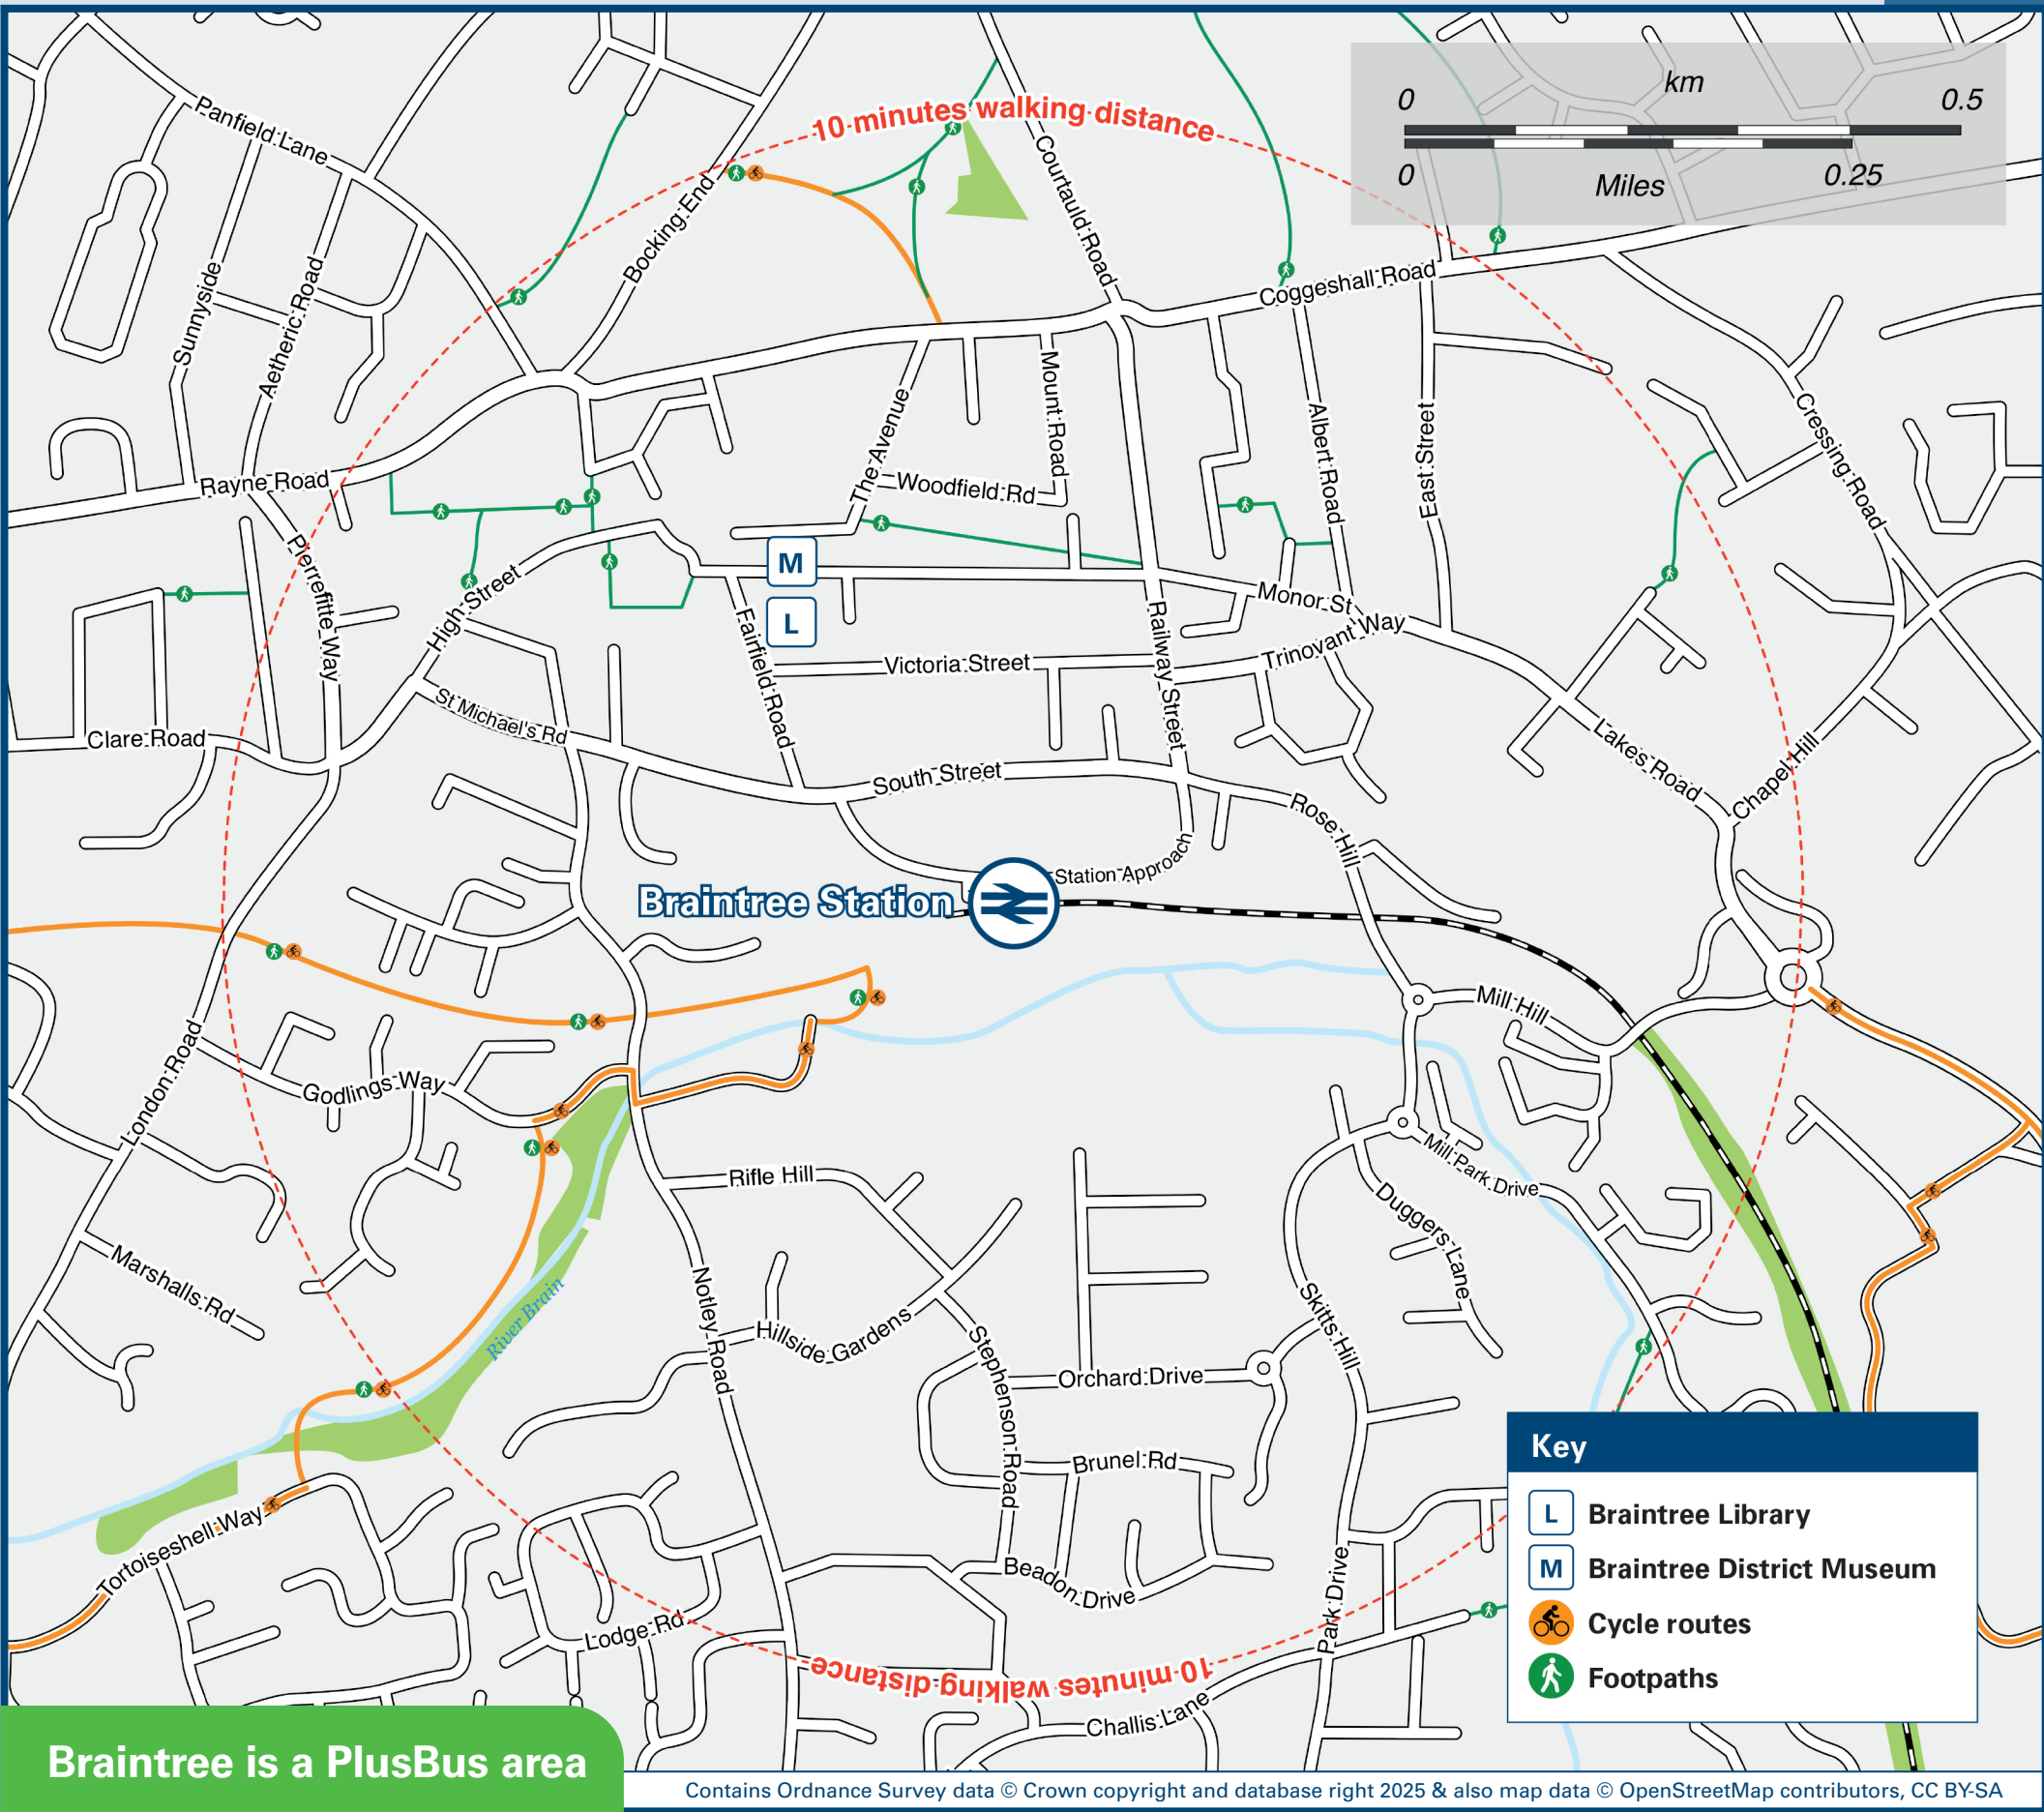 10 minutes walking distance
km
0
0.5
0
Miles
0.25
Panfield Lane
Courtauld Road
Bocking End
Coggeshall Road
Sunnyside
Aetheric Road
Mount Road
The Avenue
Albert Road
East Street
Cressing Road
Rayne Road
Woodfield Rd
Pierrefitte Way
M
L
High Street
Monor St
Trinovant Way
Fairfield Road
Railway Street
Victoria Street
St Michael's Rd
Clare Road
South Street
Lakes Road
Chapel Hill
Rose Hill
Station Approach
Braintree Station
Mill Hill
London Road
Godlings Way
Mill Park Drive
Rifle Hill
Duggers Lane
Marshalls Rd
River Brain
Notley Road
Hillside Gardens
Stephenson Road
Skitts Hill
Orchard Drive
Brunel Rd
Tortoiseshell Way
Beadon Drive
Park Drive
Lodge Rd
10 minutes walking distance
Challis Lane
Key
L Braintree Library
M Braintree District Museum
Cycle routes
Footpaths
Braintree is a PlusBus area
Contains Ordnance Survey data © Crown copyright and database right 2025 & also map data © OpenStreetMap contributors, CC BY-SA